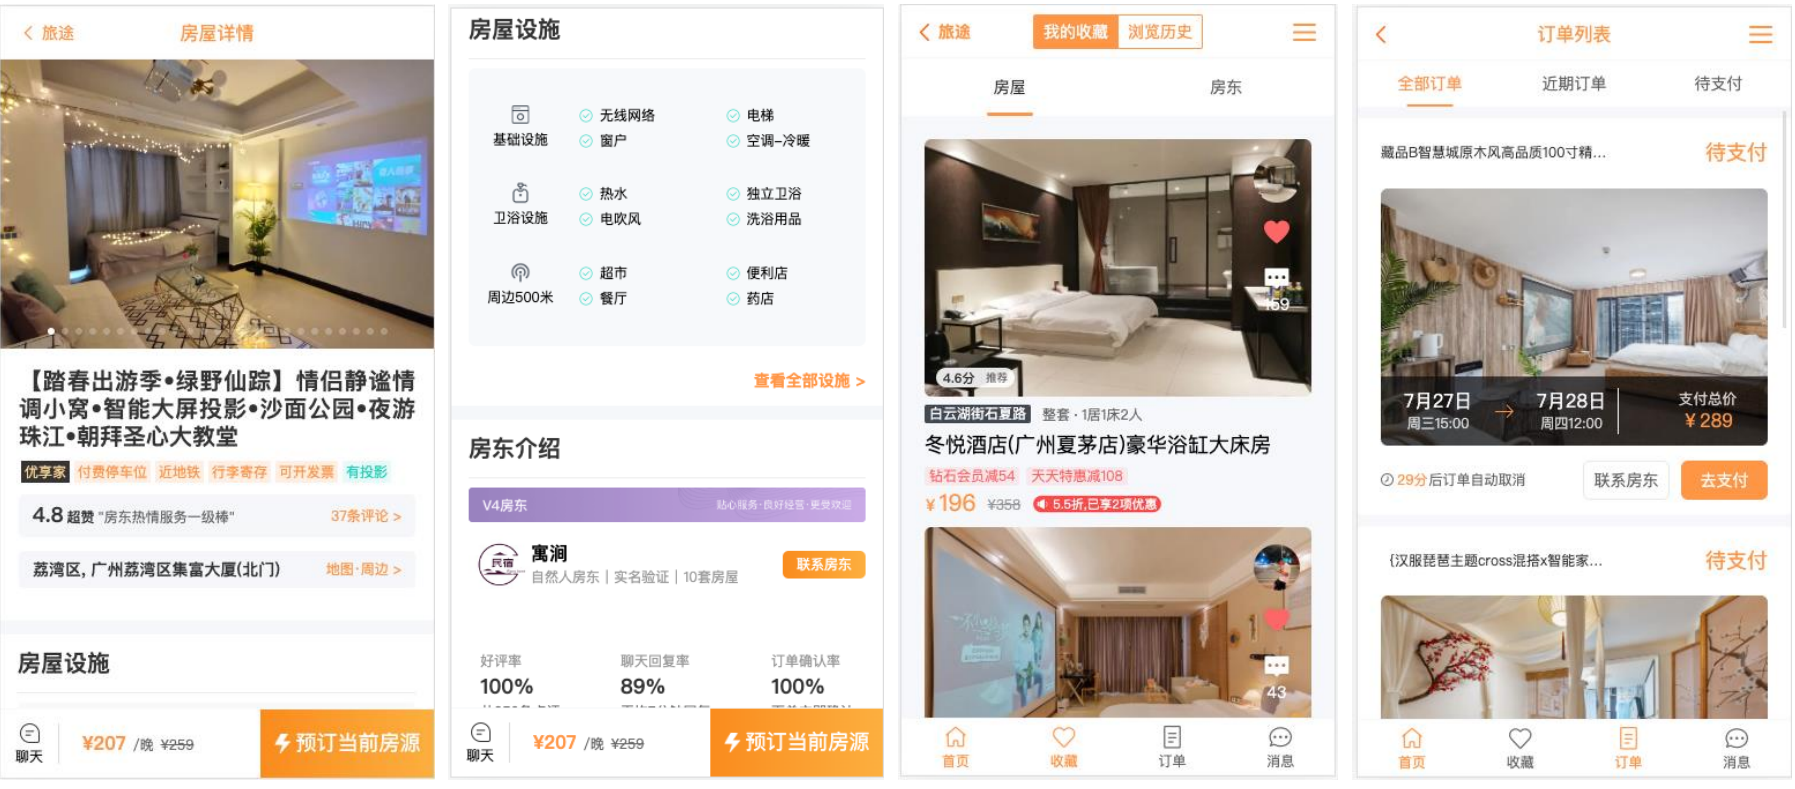 旅途
房屋详情
【踏春出游季•绿野仙踪】情侣静谧情
调小窝•智能大屏投影•沙面公园•夜游
珠江•朝拜圣心大教堂
优享家 付费停车位 近地铁 行李寄存 可开发票 有投影
4.8 超赞 "房东热情服务一级棒" 37条评论 >
荔湾区, 广州荔湾区集富大厦(北门) 地图·周边 >
房屋设施
聊天
¥207 /晚 ¥259
预订当前房源
房屋设施
基础设施
无线网络
电梯
窗户
空调-冷暖
卫浴设施
热水
独立卫浴
电吹风
洗浴用品
周边500米
超市
便利店
餐厅
药店
查看全部设施 >
房东介绍
V4房东
贴心服务·良好经营·更受欢迎
民宿
寓涧
自然人房东 | 实名验证 | 10套房屋
联系房东
好评率
聊天回复率
订单确认率
100%
89%
100%
聊天
¥207 /晚 ¥259
预订当前房源
旅途
我的收藏
浏览历史
房屋
房东
159
4.6分 推荐
白云湖街石夏路 整套 · 1居1床2人
冬悦酒店(广州夏茅店)豪华浴缸大床房
钻石会员减54 天天特惠减108
¥196 ¥358 5.5折,已享2项优惠
43
首页
收藏
订单
消息
订单列表
全部订单
近期订单
待支付
藏品B智慧城原木风高品质100寸精...
待支付
7月27日
周三15:00
7月28日
周四12:00
支付总价
¥289
29分后订单自动取消
联系房东
去支付
{汉服琵琶主题cross混搭x智能家...
待支付
首页
收藏
订单
消息